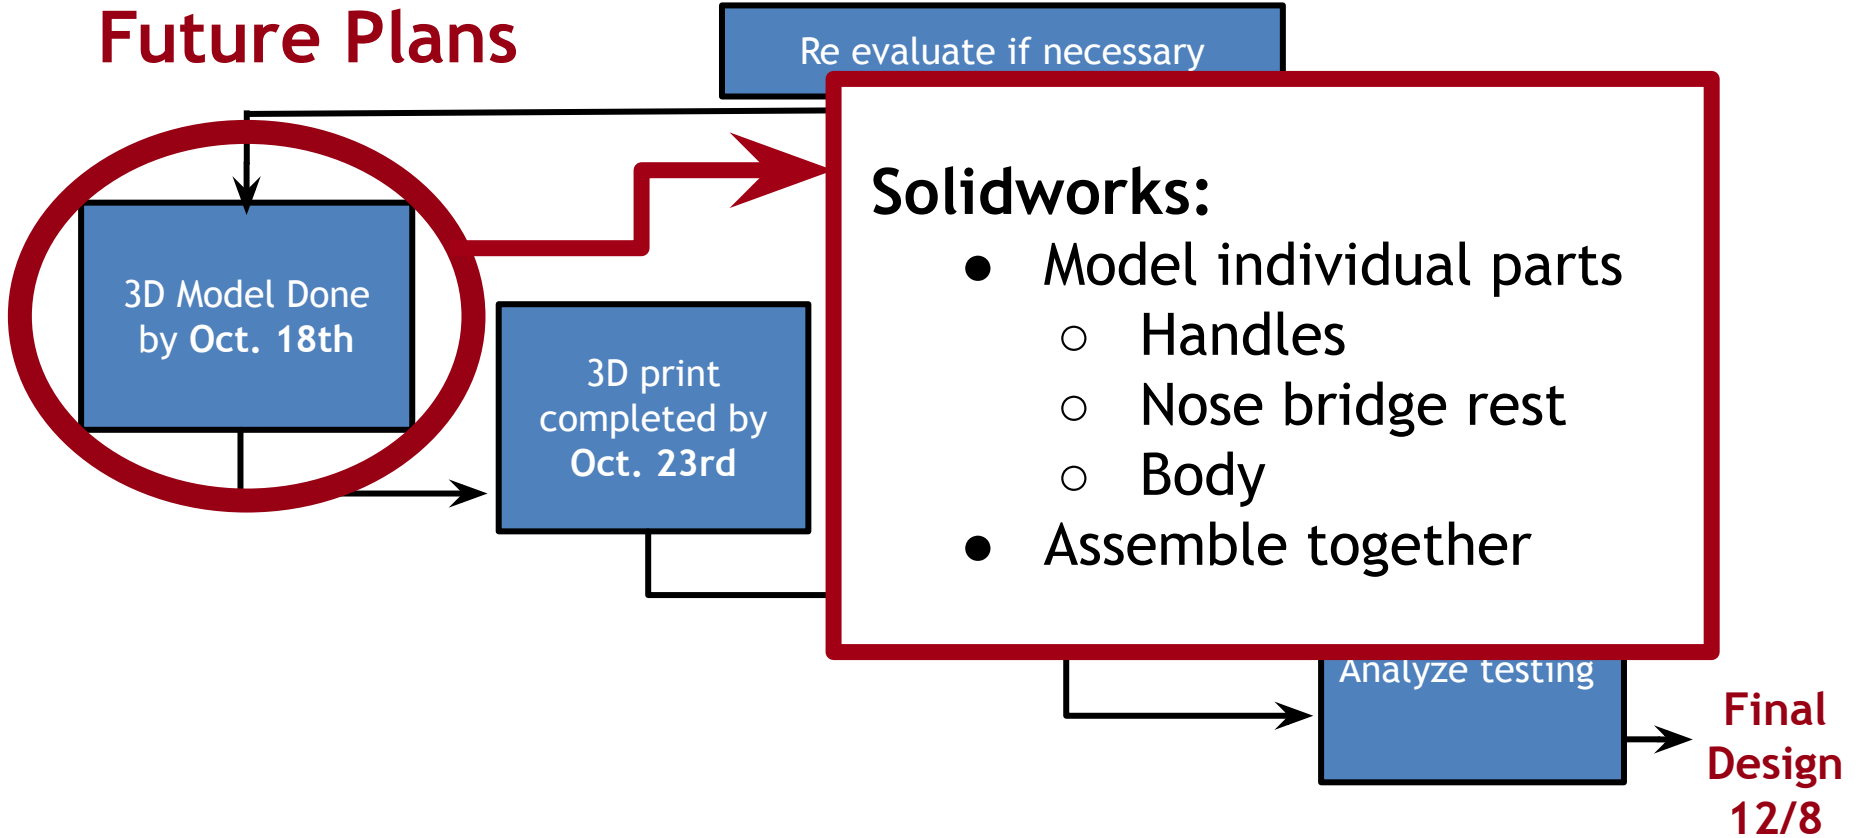 Future Plans
Re evaluate if necessary
3D Model Done
by Oct. 18th
3D print
completed by
Oct. 23rd
Solidworks:
● Model individual parts
○ Handles
○ Nose bridge rest
○ Body
● Assemble together
Analyze testing
Final
Design
12/8